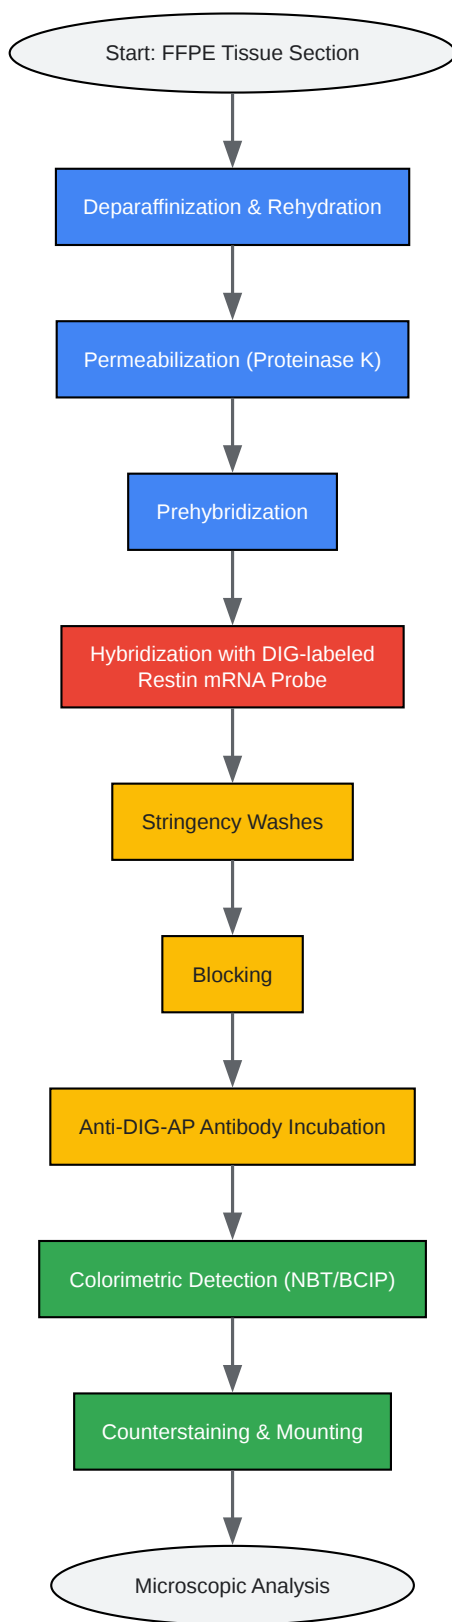 Start: FFPE Tissue Section
Deparaffinization & Rehydration
Permeabilization (Proteinase K)
Prehybridization
Hybridization with DIG-labeled
Restin mRNA Probe
Stringency Washes
Blocking
Anti-DIG-AP Antibody Incubation
Colorimetric Detection (NBT/BCIP)
Counterstaining & Mounting
Microscopic Analysis